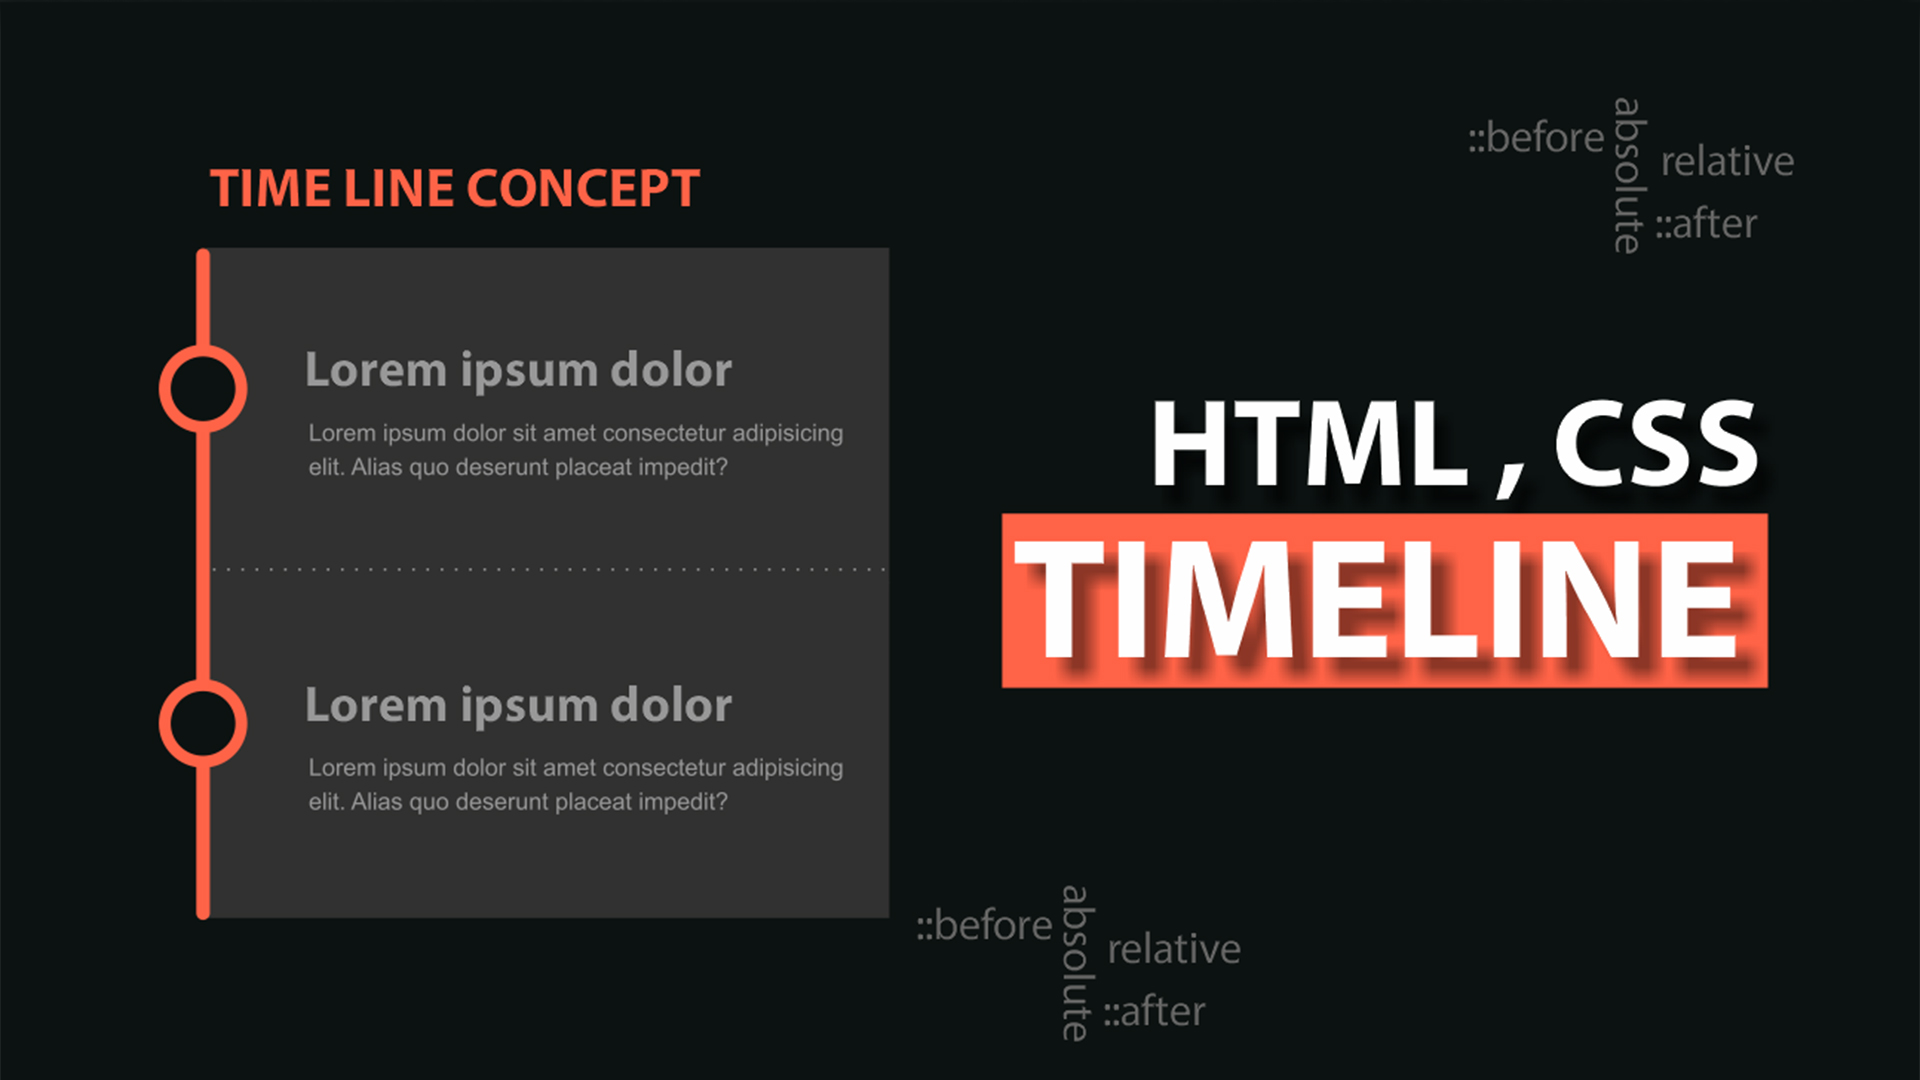 TIME LINE CONCEPT
Lorem ipsum dolor
Lorem ipsum dolor sit amet consectetur adipisicing
elit. Alias quo deserunt placeat impedit?
Lorem ipsum dolor
Lorem ipsum dolor sit amet consectetur adipisicing
elit. Alias quo deserunt placeat impedit?
::before
absolute
relative
::after
HTML , CSS
TIMELINE
::before
absolute
relative
::after